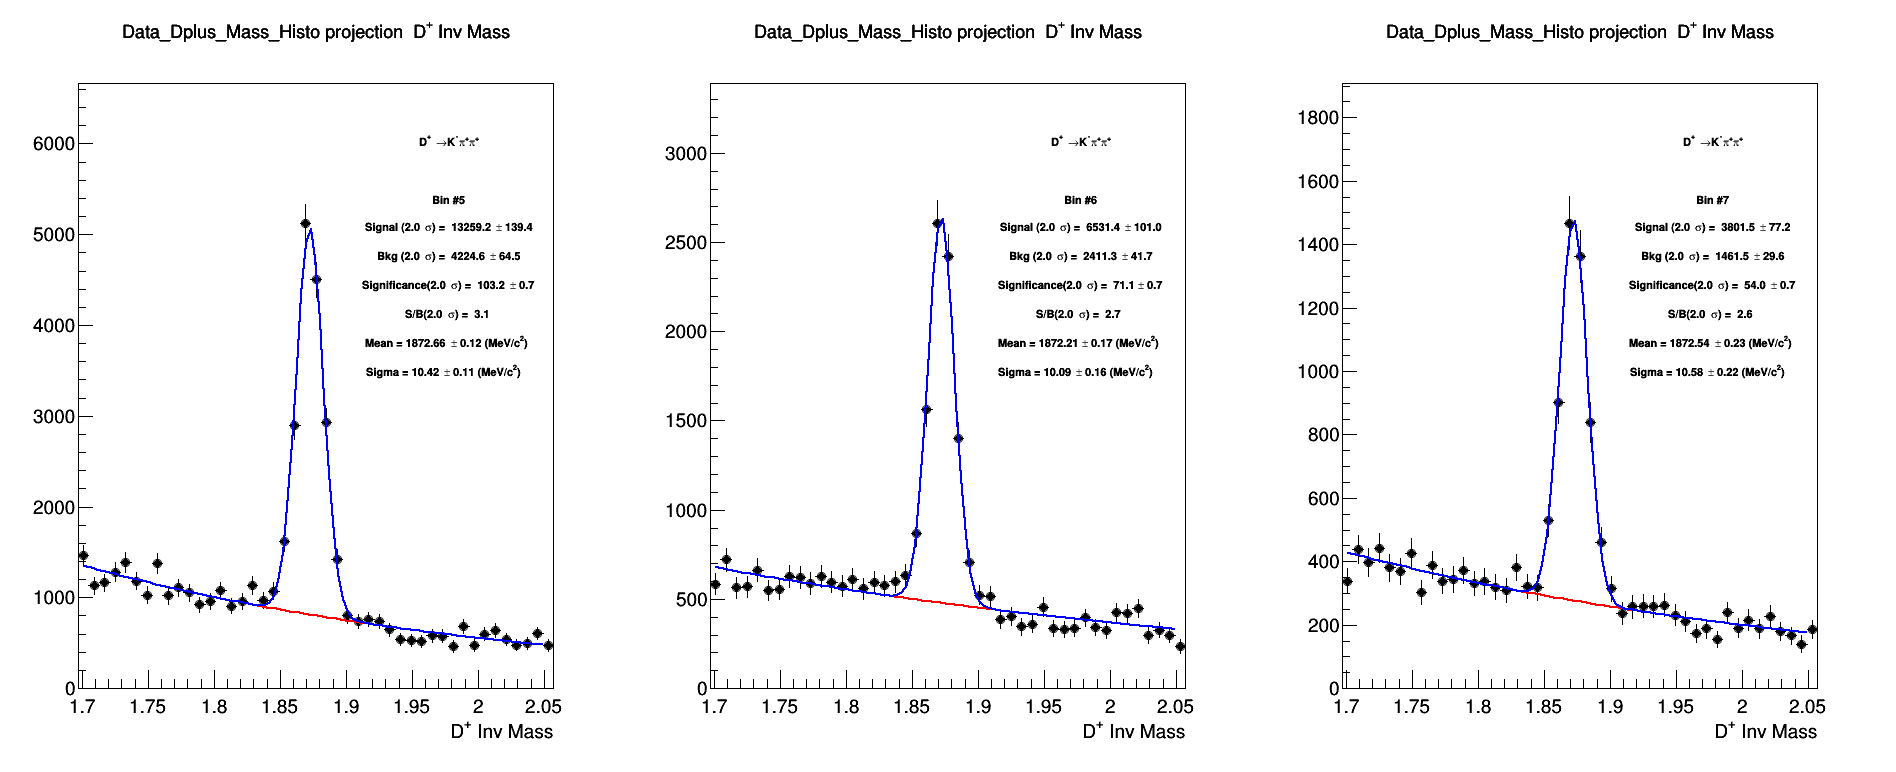 Data_Dplus_Mass_Histo projection D⁺ Inv Mass
D⁺ →K⁻π⁺π⁺
Bin #5
Signal (2.0 σ) = 13259.2 ± 139.4
Bkg (2.0 σ) = 4224.6 ± 64.5
Significance(2.0 σ) = 103.2 ± 0.7
S/B(2.0 σ) = 3.1
Mean = 1872.66 ± 0.12 (MeV/c²)
Sigma = 10.42 ± 0.11 (MeV/c²)
6000
5000
4000
3000
2000
1000
0
1.7 1.75 1.8 1.85 1.9 1.95 2 2.05
D⁺ Inv Mass
Data_Dplus_Mass_Histo projection D⁺ Inv Mass
D⁺ →K⁻π⁺π⁺
Bin #6
Signal (2.0 σ) = 6531.4 ± 101.0
Bkg (2.0 σ) = 2411.3 ± 41.7
Significance(2.0 σ) = 71.1 ± 0.7
S/B(2.0 σ) = 2.7
Mean = 1872.21 ± 0.17 (MeV/c²)
Sigma = 10.09 ± 0.16 (MeV/c²)
3000
2500
2000
1500
1000
500
0
1.7 1.75 1.8 1.85 1.9 1.95 2 2.05
D⁺ Inv Mass
Data_Dplus_Mass_Histo projection D⁺ Inv Mass
D⁺ →K⁻π⁺π⁺
Bin #7
Signal (2.0 σ) = 3801.5 ± 77.2
Bkg (2.0 σ) = 1461.5 ± 29.6
Significance(2.0 σ) = 54.0 ± 0.7
S/B(2.0 σ) = 2.6
Mean = 1872.54 ± 0.23 (MeV/c²)
Sigma = 10.58 ± 0.22 (MeV/c²)
1800
1600
1400
1200
1000
800
600
400
200
0
1.7 1.75 1.8 1.85 1.9 1.95 2 2.05
D⁺ Inv Mass